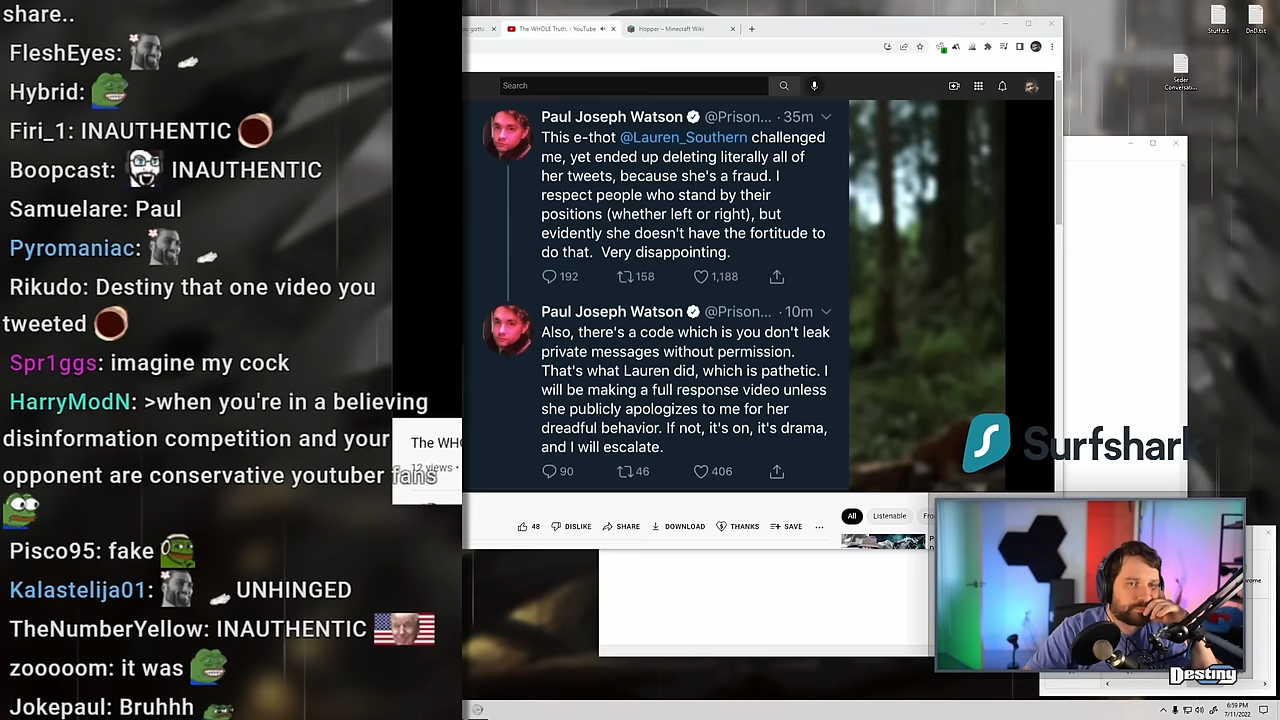 share..
FleshEyes:
Hybrid:
Firi_1: INAUTHENTIC
Boopcast: INAUTHENTIC
Samuelare: Paul
Pyromaniac:
Rikudo: Destiny that one video you
tweeted
Spr1ggs: imagine my cock
HarryModN: >when you're in a believing
disinformation competition and your
opponent are conservative youtuber fans
Pisco95: fake
Kalastelija01: UNHINGED
TheNumberYellow: INAUTHENTIC
zooooom: it was
Jokepaul: Bruhhh
The WHO
12 views •
The WHOLE Truth. - YouTube
Hopper – Minecraft Wiki
Search
Paul Joseph Watson @Prison... · 35m
This e-thot @Lauren_Southern challenged
me, yet ended up deleting literally all of
her tweets, because she's a fraud. I
respect people who stand by their
positions (whether left or right), but
evidently she doesn't have the fortitude to
do that. Very disappointing.
192 158 1,188
Paul Joseph Watson @Prison... · 10m
Also, there's a code which is you don't leak
private messages without permission.
That's what Lauren did, which is pathetic. I
will be making a full response video unless
she publicly apologizes to me for her
dreadful behavior. If not, it's on, it's drama,
and I will escalate.
90 46 406
48 DISLIKE SHARE DOWNLOAD THANKS SAVE ...
All Listenable
Stuff.txt
DnD.txt
Seder
Conversati...
Surfshark
Destiny
6:59 PM
7/11/2022